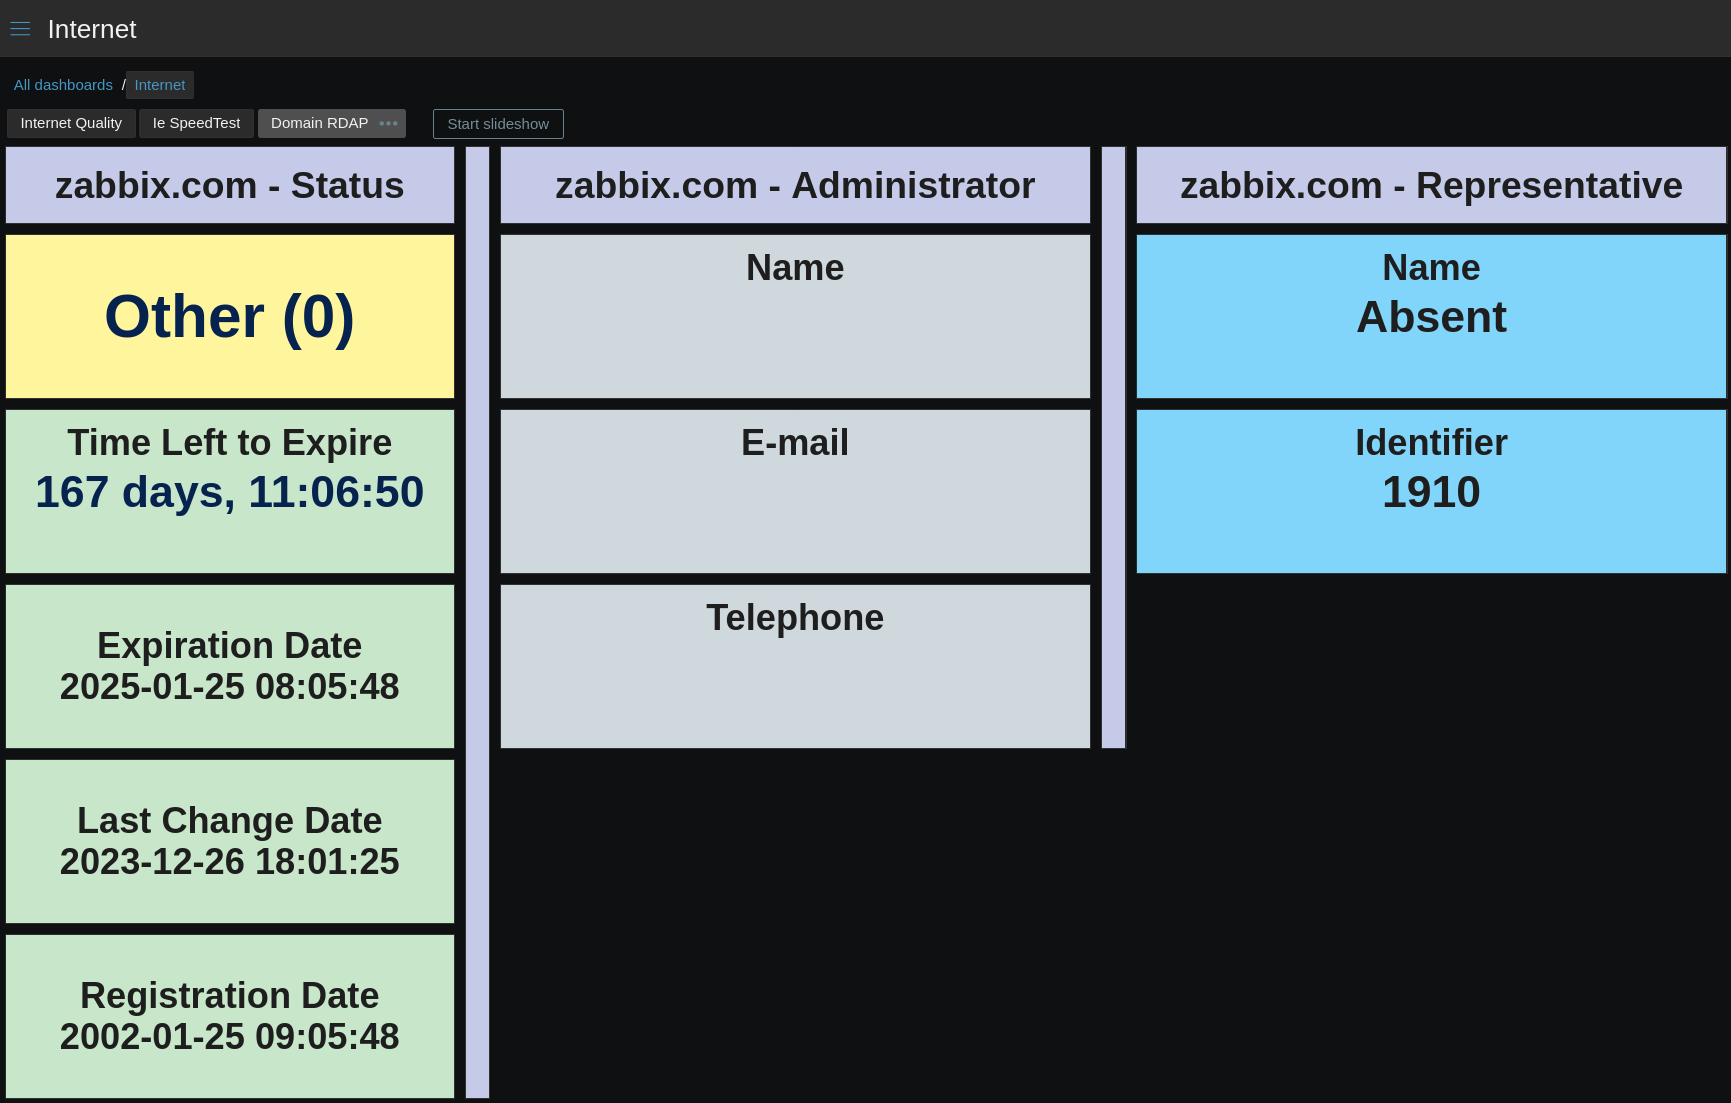 Internet
All dashboards / Internet
Internet Quality Ie SpeedTest Domain RDAP ••• Start slideshow
zabbix.com - Status
Other (0)
Time Left to Expire
167 days, 11:06:50
Expiration Date
2025-01-25 08:05:48
Last Change Date
2023-12-26 18:01:25
Registration Date
2002-01-25 09:05:48
zabbix.com - Administrator
Name
E-mail
Telephone
zabbix.com - Representative
Name
Absent
Identifier
1910